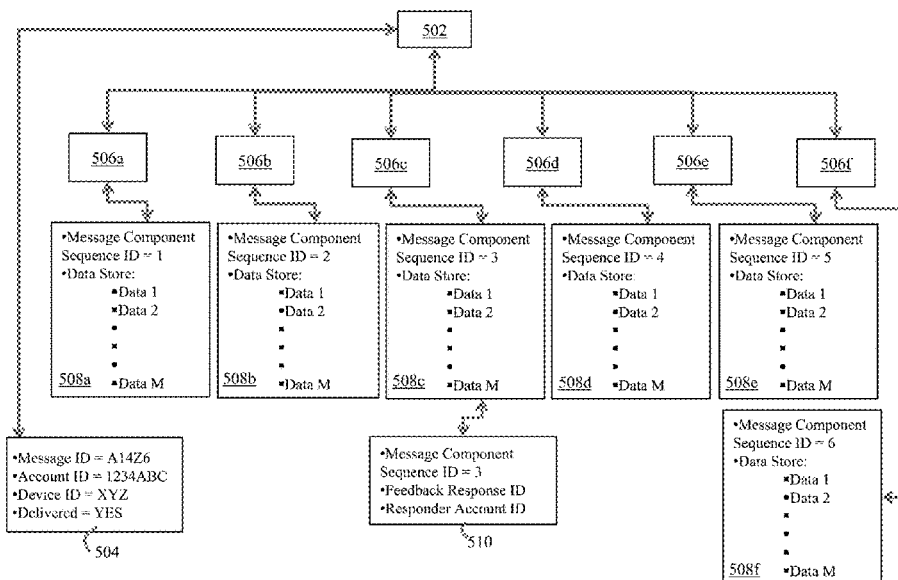 502
506a
506b
506c
506d
506e
506f
•Message Component
Sequence ID = 1
•Data Store:
•Data 1
•Data 2
•Data M
508a
•Message Component
Sequence ID = 2
•Data Store:
•Data 1
•Data 2
•Data M
508b
•Message Component
Sequence ID = 3
•Data Store:
•Data 1
•Data 2
•Data M
508c
•Message Component
Sequence ID = 4
•Data Store:
•Data 1
•Data 2
•Data M
508d
•Message Component
Sequence ID = 5
•Data Store:
•Data 1
•Data 2
•Data M
508e
•Message ID = A14Z6
•Account ID = 1234ABC
•Device ID = XYZ
•Delivered = YES
504
•Message Component
Sequence ID = 3
•Feedback Response ID
•Responder Account ID
510
•Message Component
Sequence ID = 6
•Data Store:
•Data 1
•Data 2
•Data M
508f